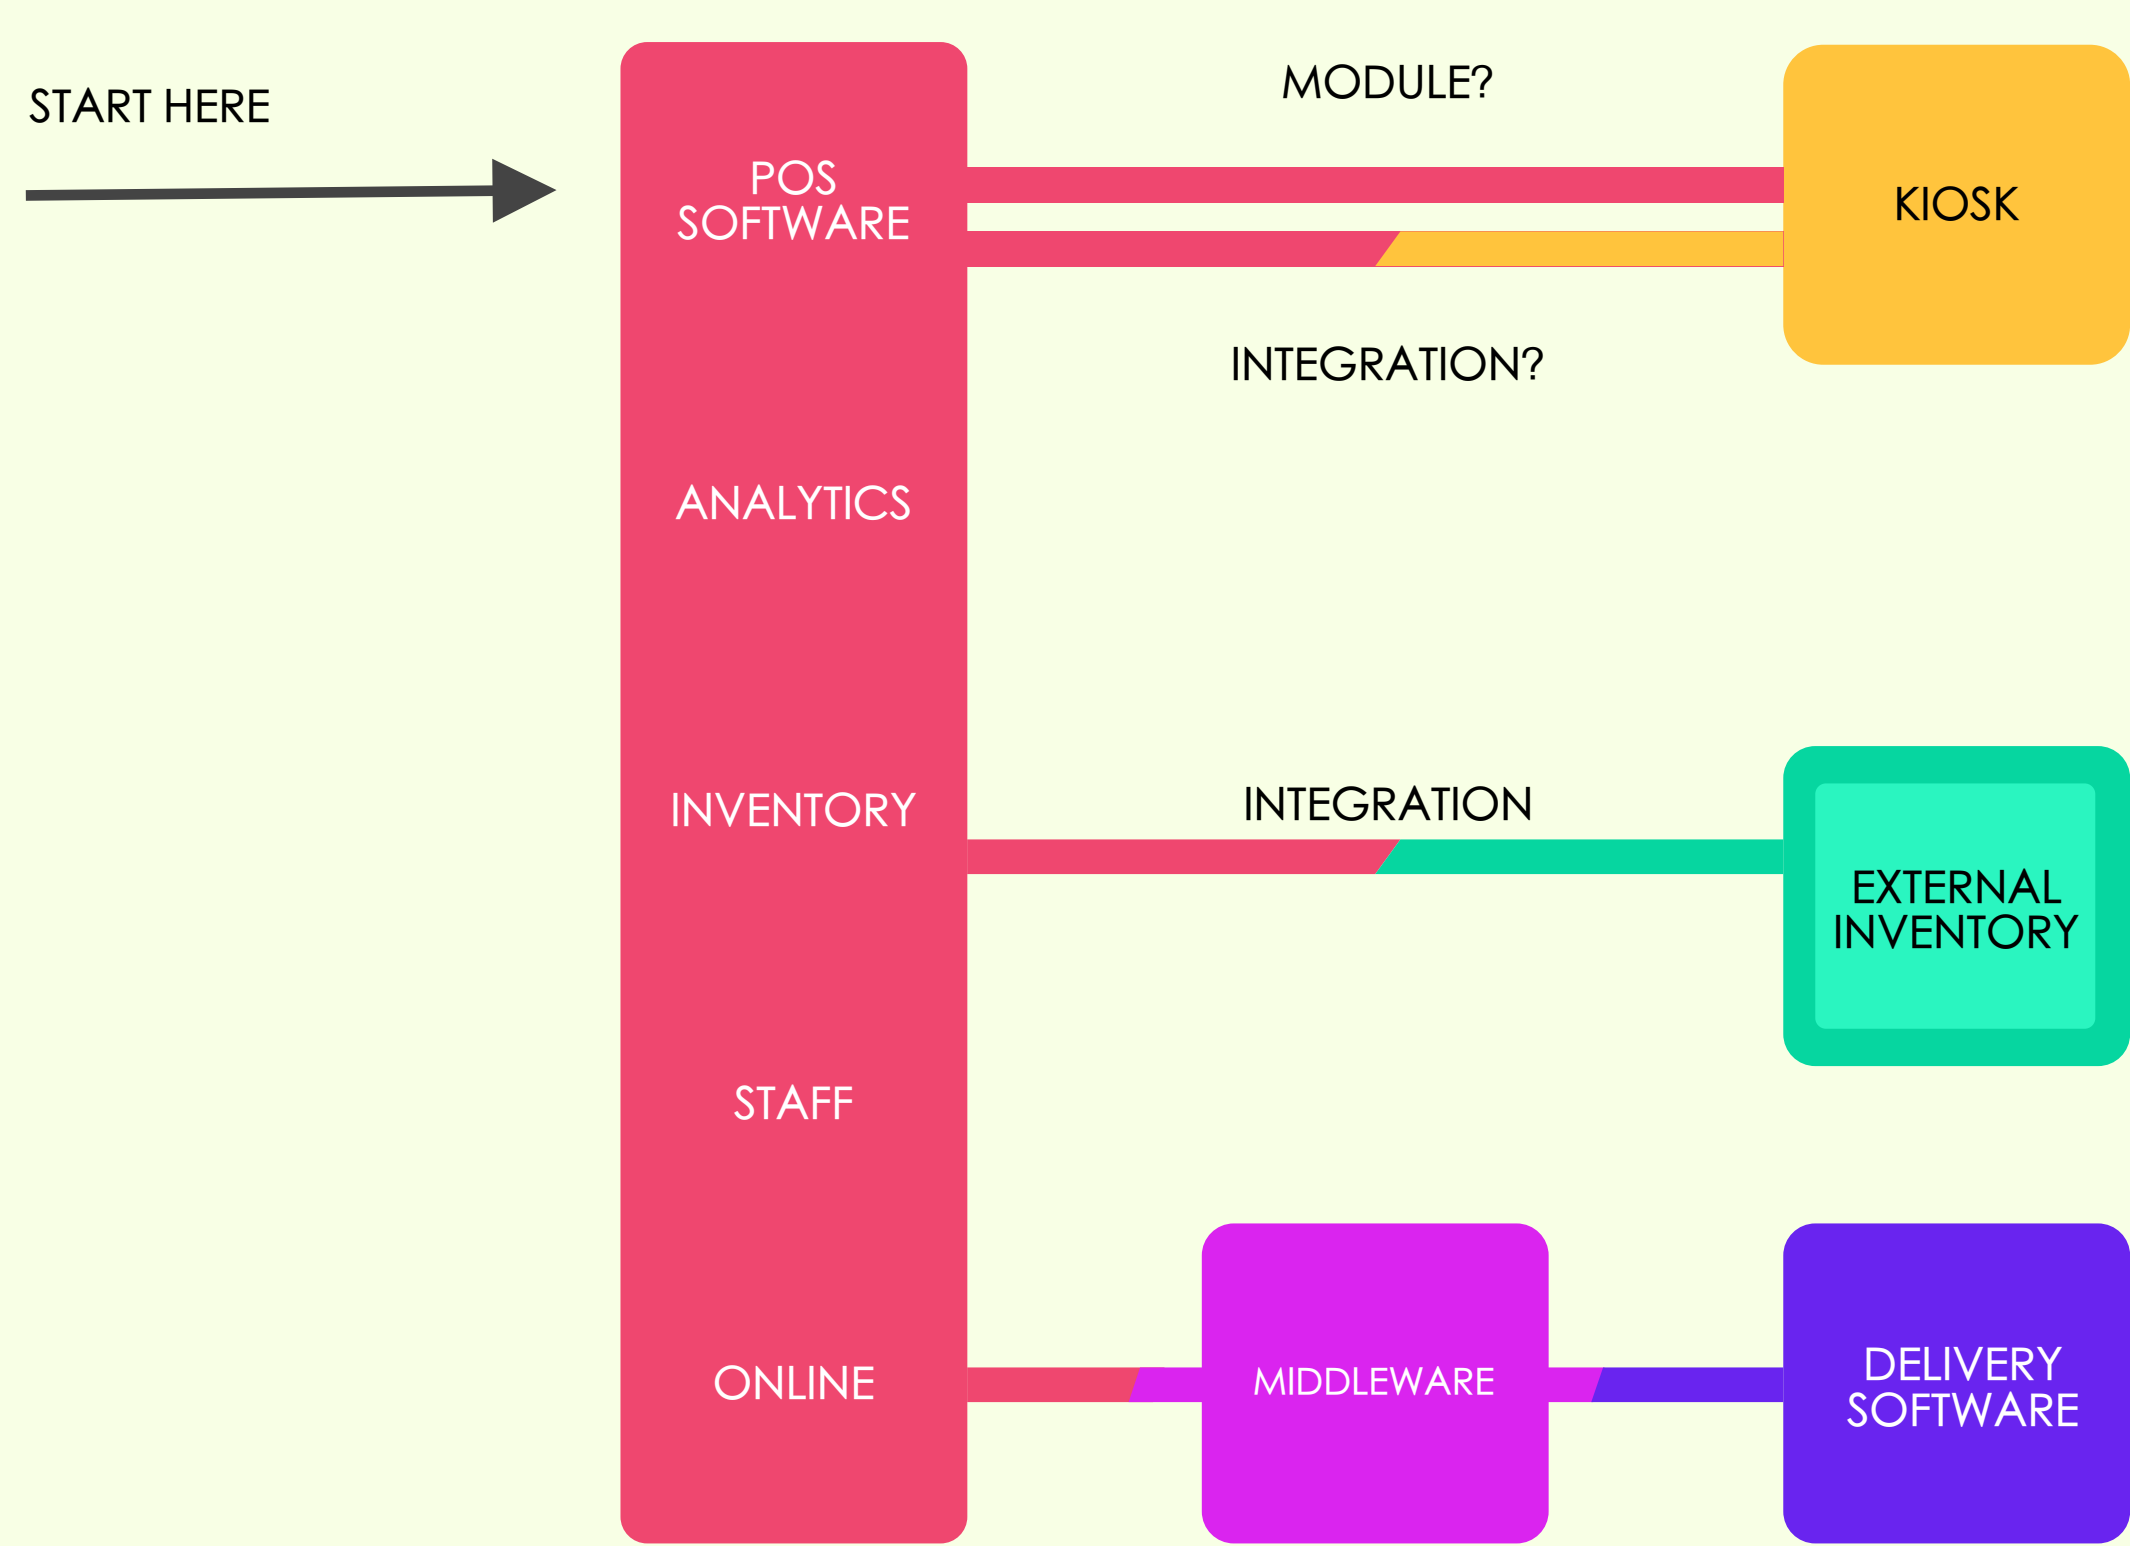 START HERE
MODULE?
POS
SOFTWARE
KIOSK
INTEGRATION?
ANALYTICS
INVENTORY
INTEGRATION
EXTERNAL
INVENTORY
STAFF
ONLINE
MIDDLEWARE
DELIVERY
SOFTWARE